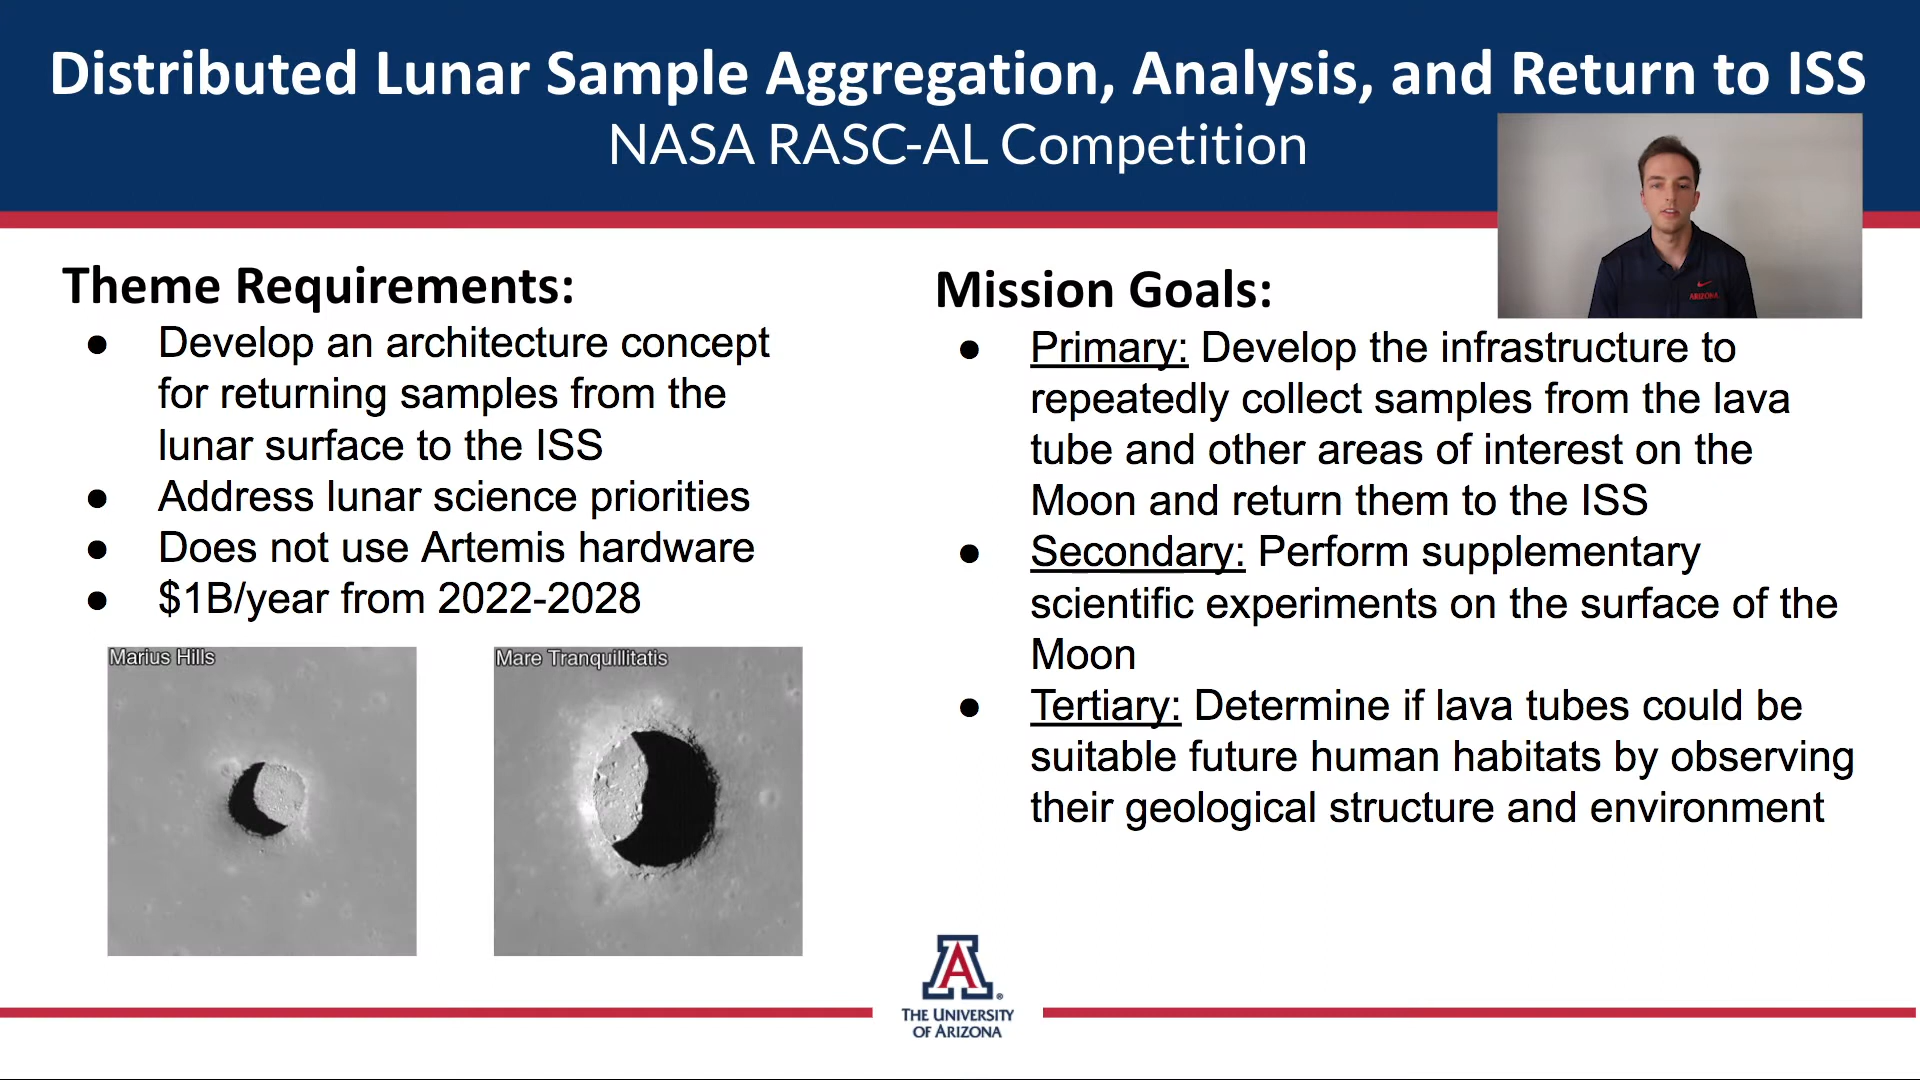 Distributed Lunar Sample Aggregation, Analysis, and Return to ISS
NASA RASC-AL Competition
ARIZONA
Theme Requirements:
● Develop an architecture concept
for returning samples from the
lunar surface to the ISS
● Address lunar science priorities
● Does not use Artemis hardware
● $1B/year from 2022-2028
Marius Hills
Mare Tranquillitatis
Mission Goals:
● Primary: Develop the infrastructure to
repeatedly collect samples from the lava
tube and other areas of interest on the
Moon and return them to the ISS
● Secondary: Perform supplementary
scientific experiments on the surface of the
Moon
● Tertiary: Determine if lava tubes could be
suitable future human habitats by observing
their geological structure and environment
A®
THE UNIVERSITY
OF ARIZONA